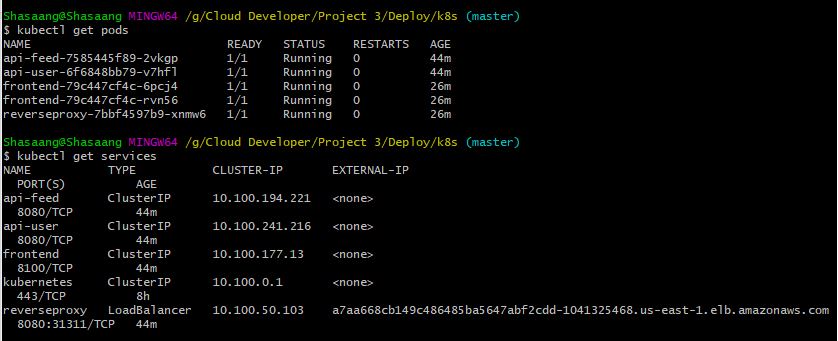 Shasaang@Shasaang MINGW64 /g/Cloud Developer/Project 3/Deploy/k8s (master)
$ kubectl get pods
NAME READY STATUS RESTARTS AGE
api-feed-7585445f89-2vkgp 1/1 Running 0 44m
api-user-6f6848bb79-v7hfl 1/1 Running 0 44m
frontend-79c447cf4c-6pcj4 1/1 Running 0 26m
frontend-79c447cf4c-rvn56 1/1 Running 0 26m
reverseproxy-7bbf4597b9-xnmw6 1/1 Running 0 26m
Shasaang@Shasaang MINGW64 /g/Cloud Developer/Project 3/Deploy/k8s (master)
$ kubectl get services
NAME TYPE CLUSTER-IP EXTERNAL-IP
PORT(S) AGE
api-feed ClusterIP 10.100.194.221 <none>
8080/TCP 44m
api-user ClusterIP 10.100.241.216 <none>
8080/TCP 44m
frontend ClusterIP 10.100.177.13 <none>
8100/TCP 44m
kubernetes ClusterIP 10.100.0.1 <none>
443/TCP 8h
reverseproxy LoadBalancer 10.100.50.103 a7aa668cb149c486485ba5647abf2cdd-1041325468.us-east-1.elb.amazonaws.com
8080:31311/TCP 44m